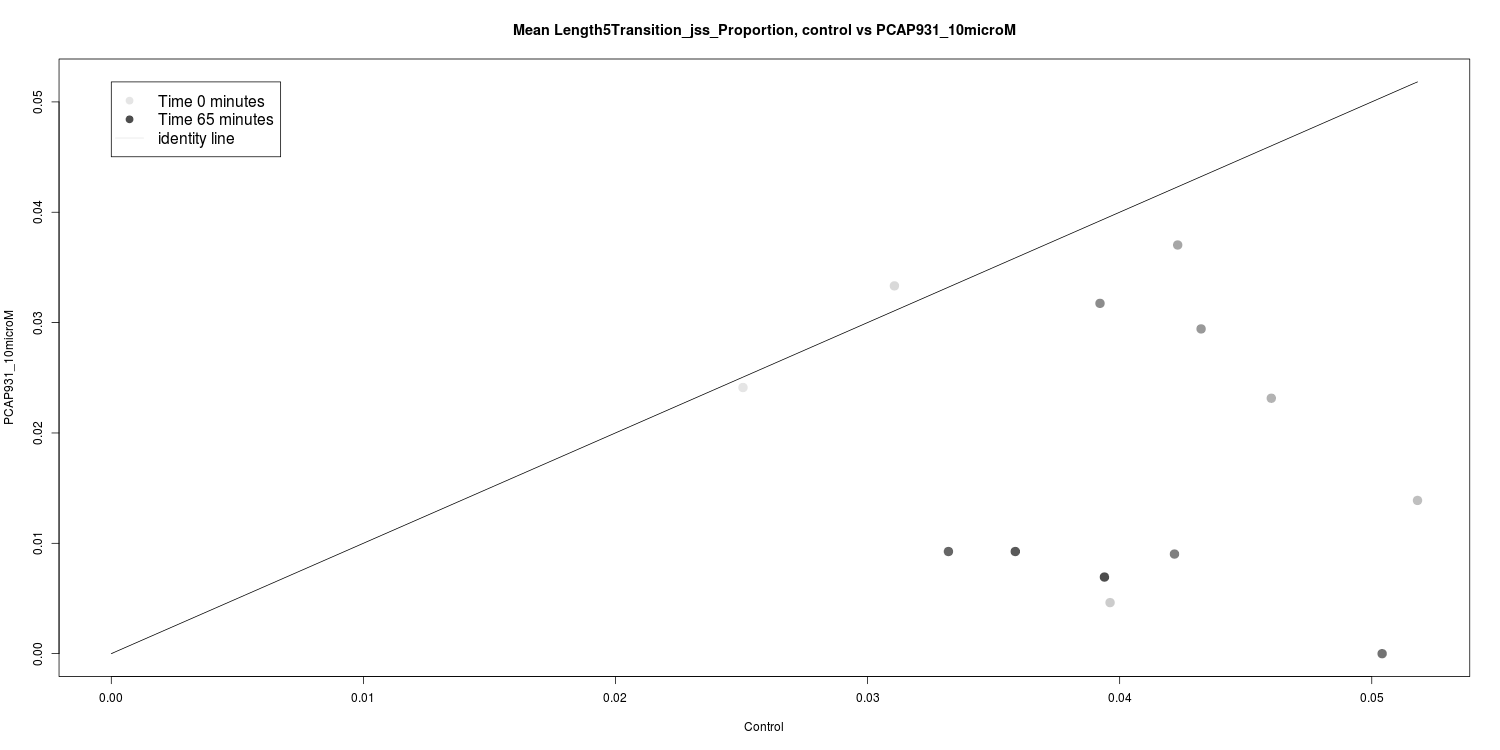 Mean Length5Transition_jss_Proportion, control vs PCAP931_10microM
Time 0 minutes
Time 65 minutes
identity line
PCAP931_10microM
0.05
0.04
0.03
0.02
0.01
0.00
0.00 0.01 0.02 0.03 0.04 0.05
Control